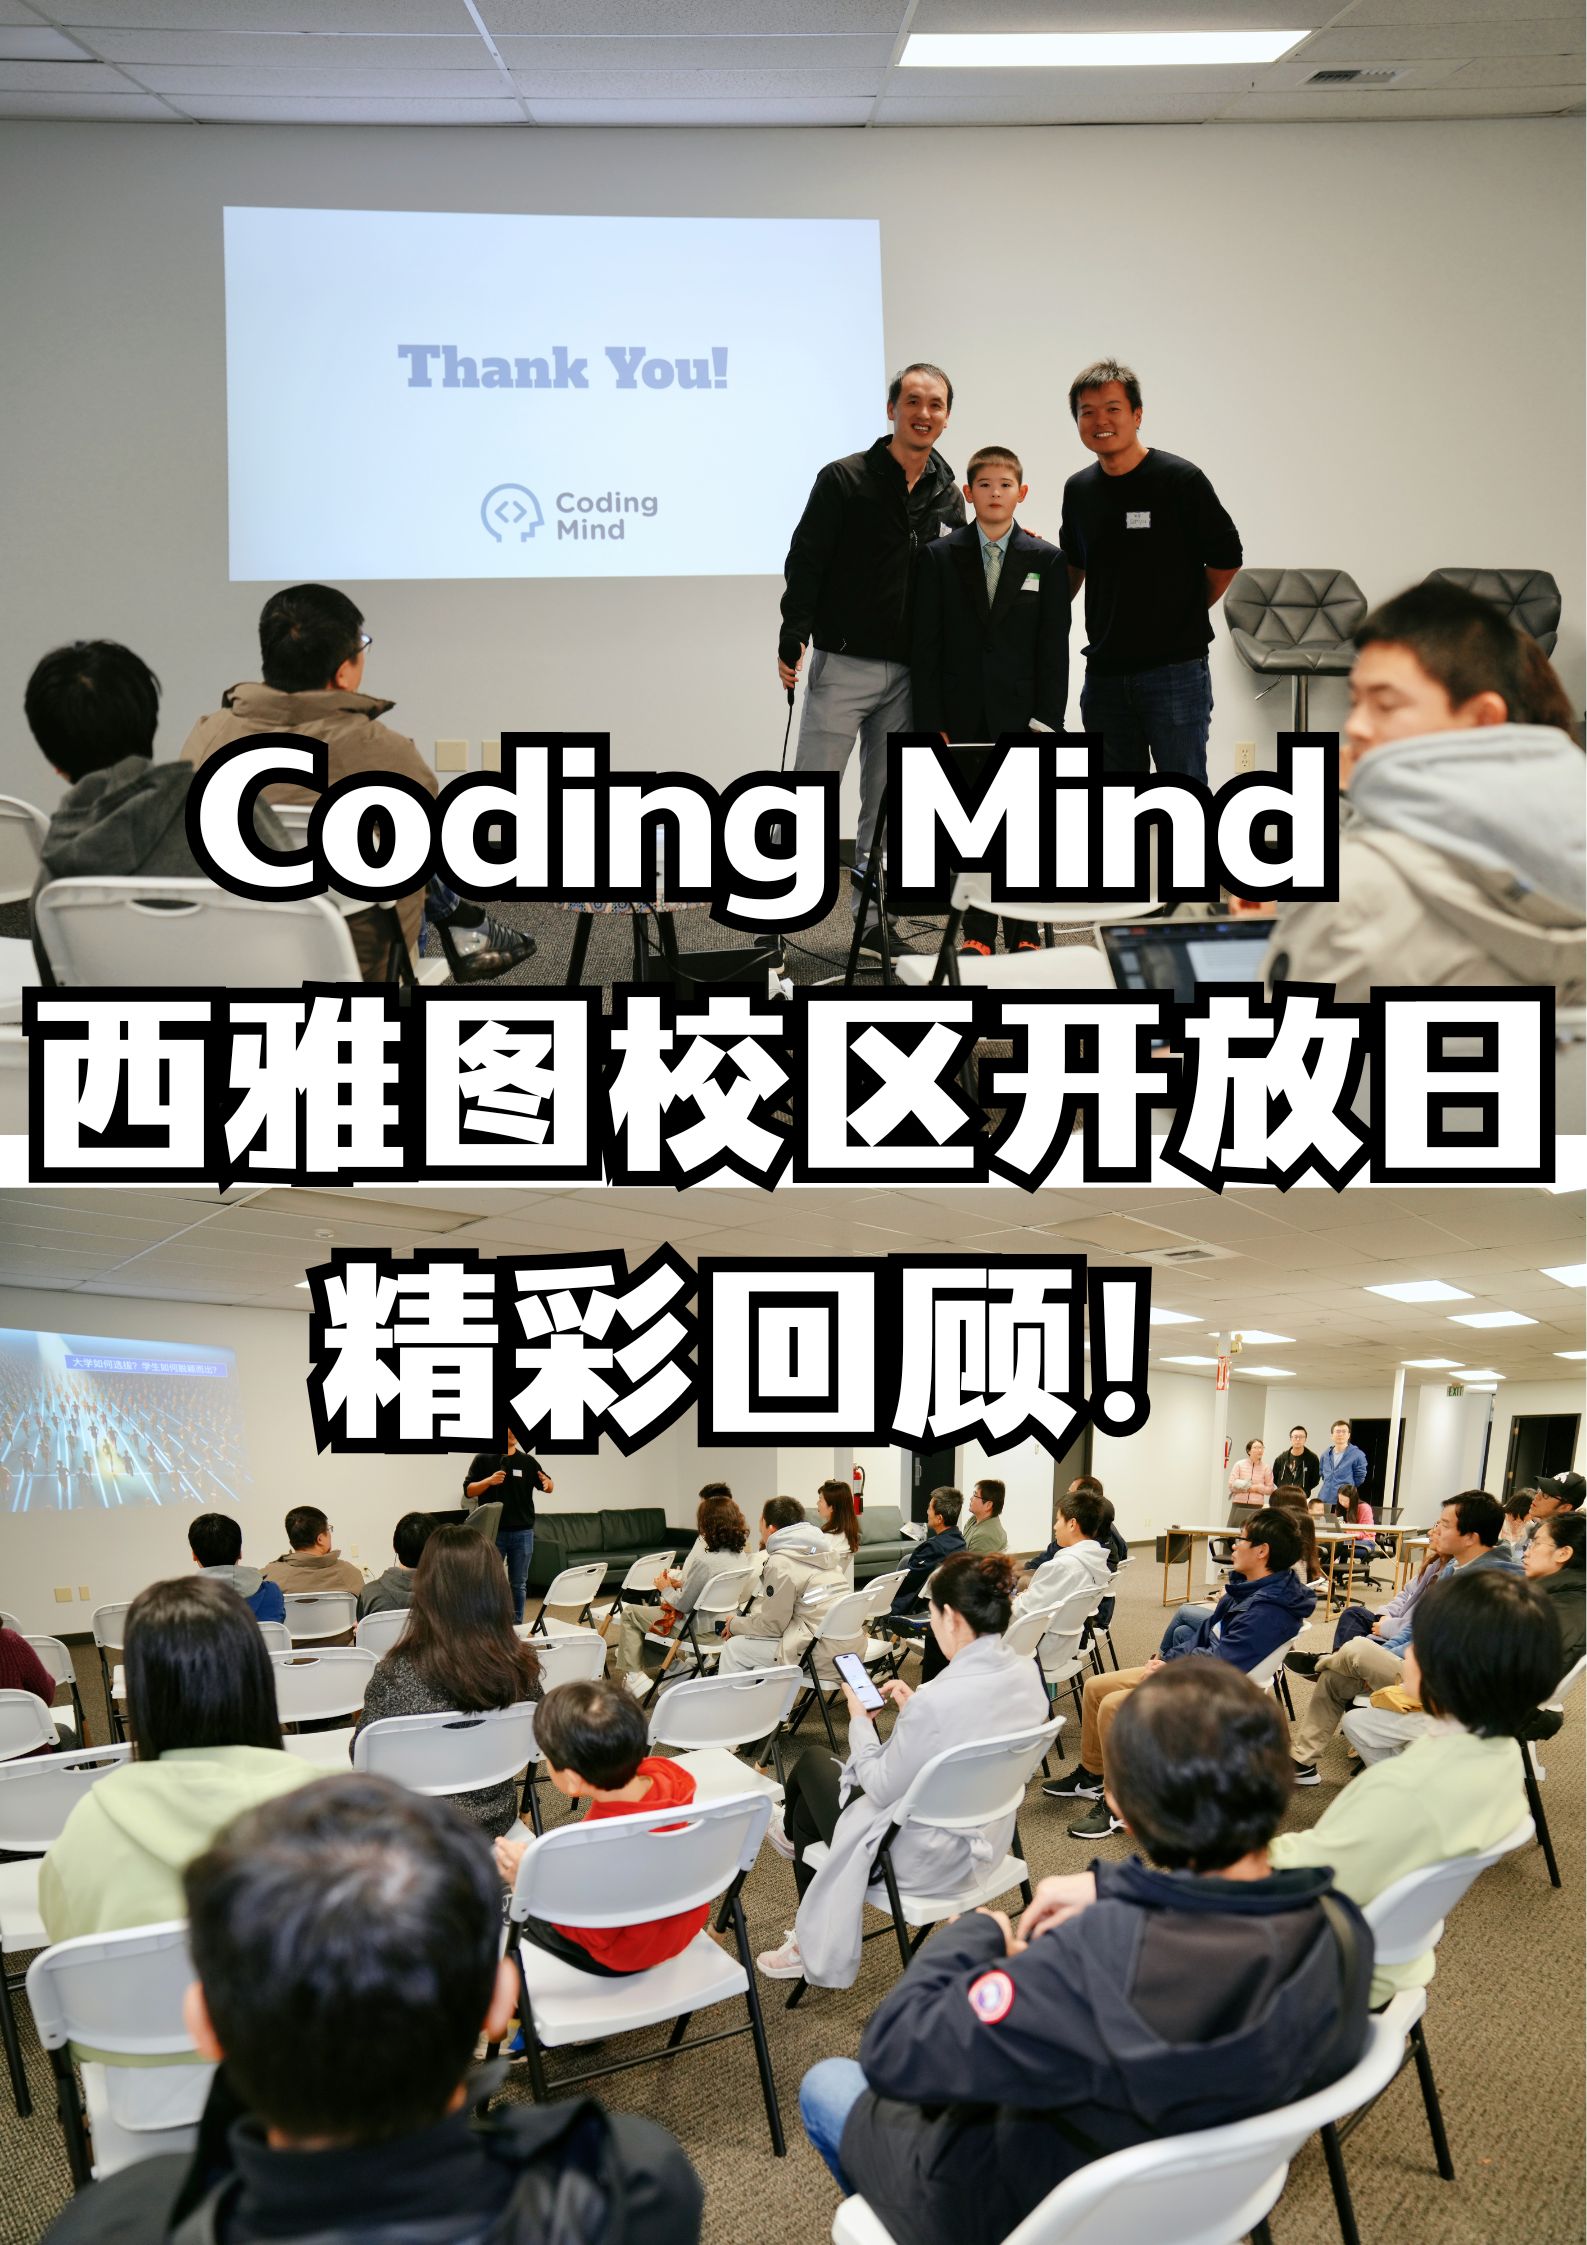 Thank You!
Coding
Mind
Coding Mind
西雅图校区开放日
精彩回顾!
大学如何选拔？学生如何脱颖而出？
EXIT